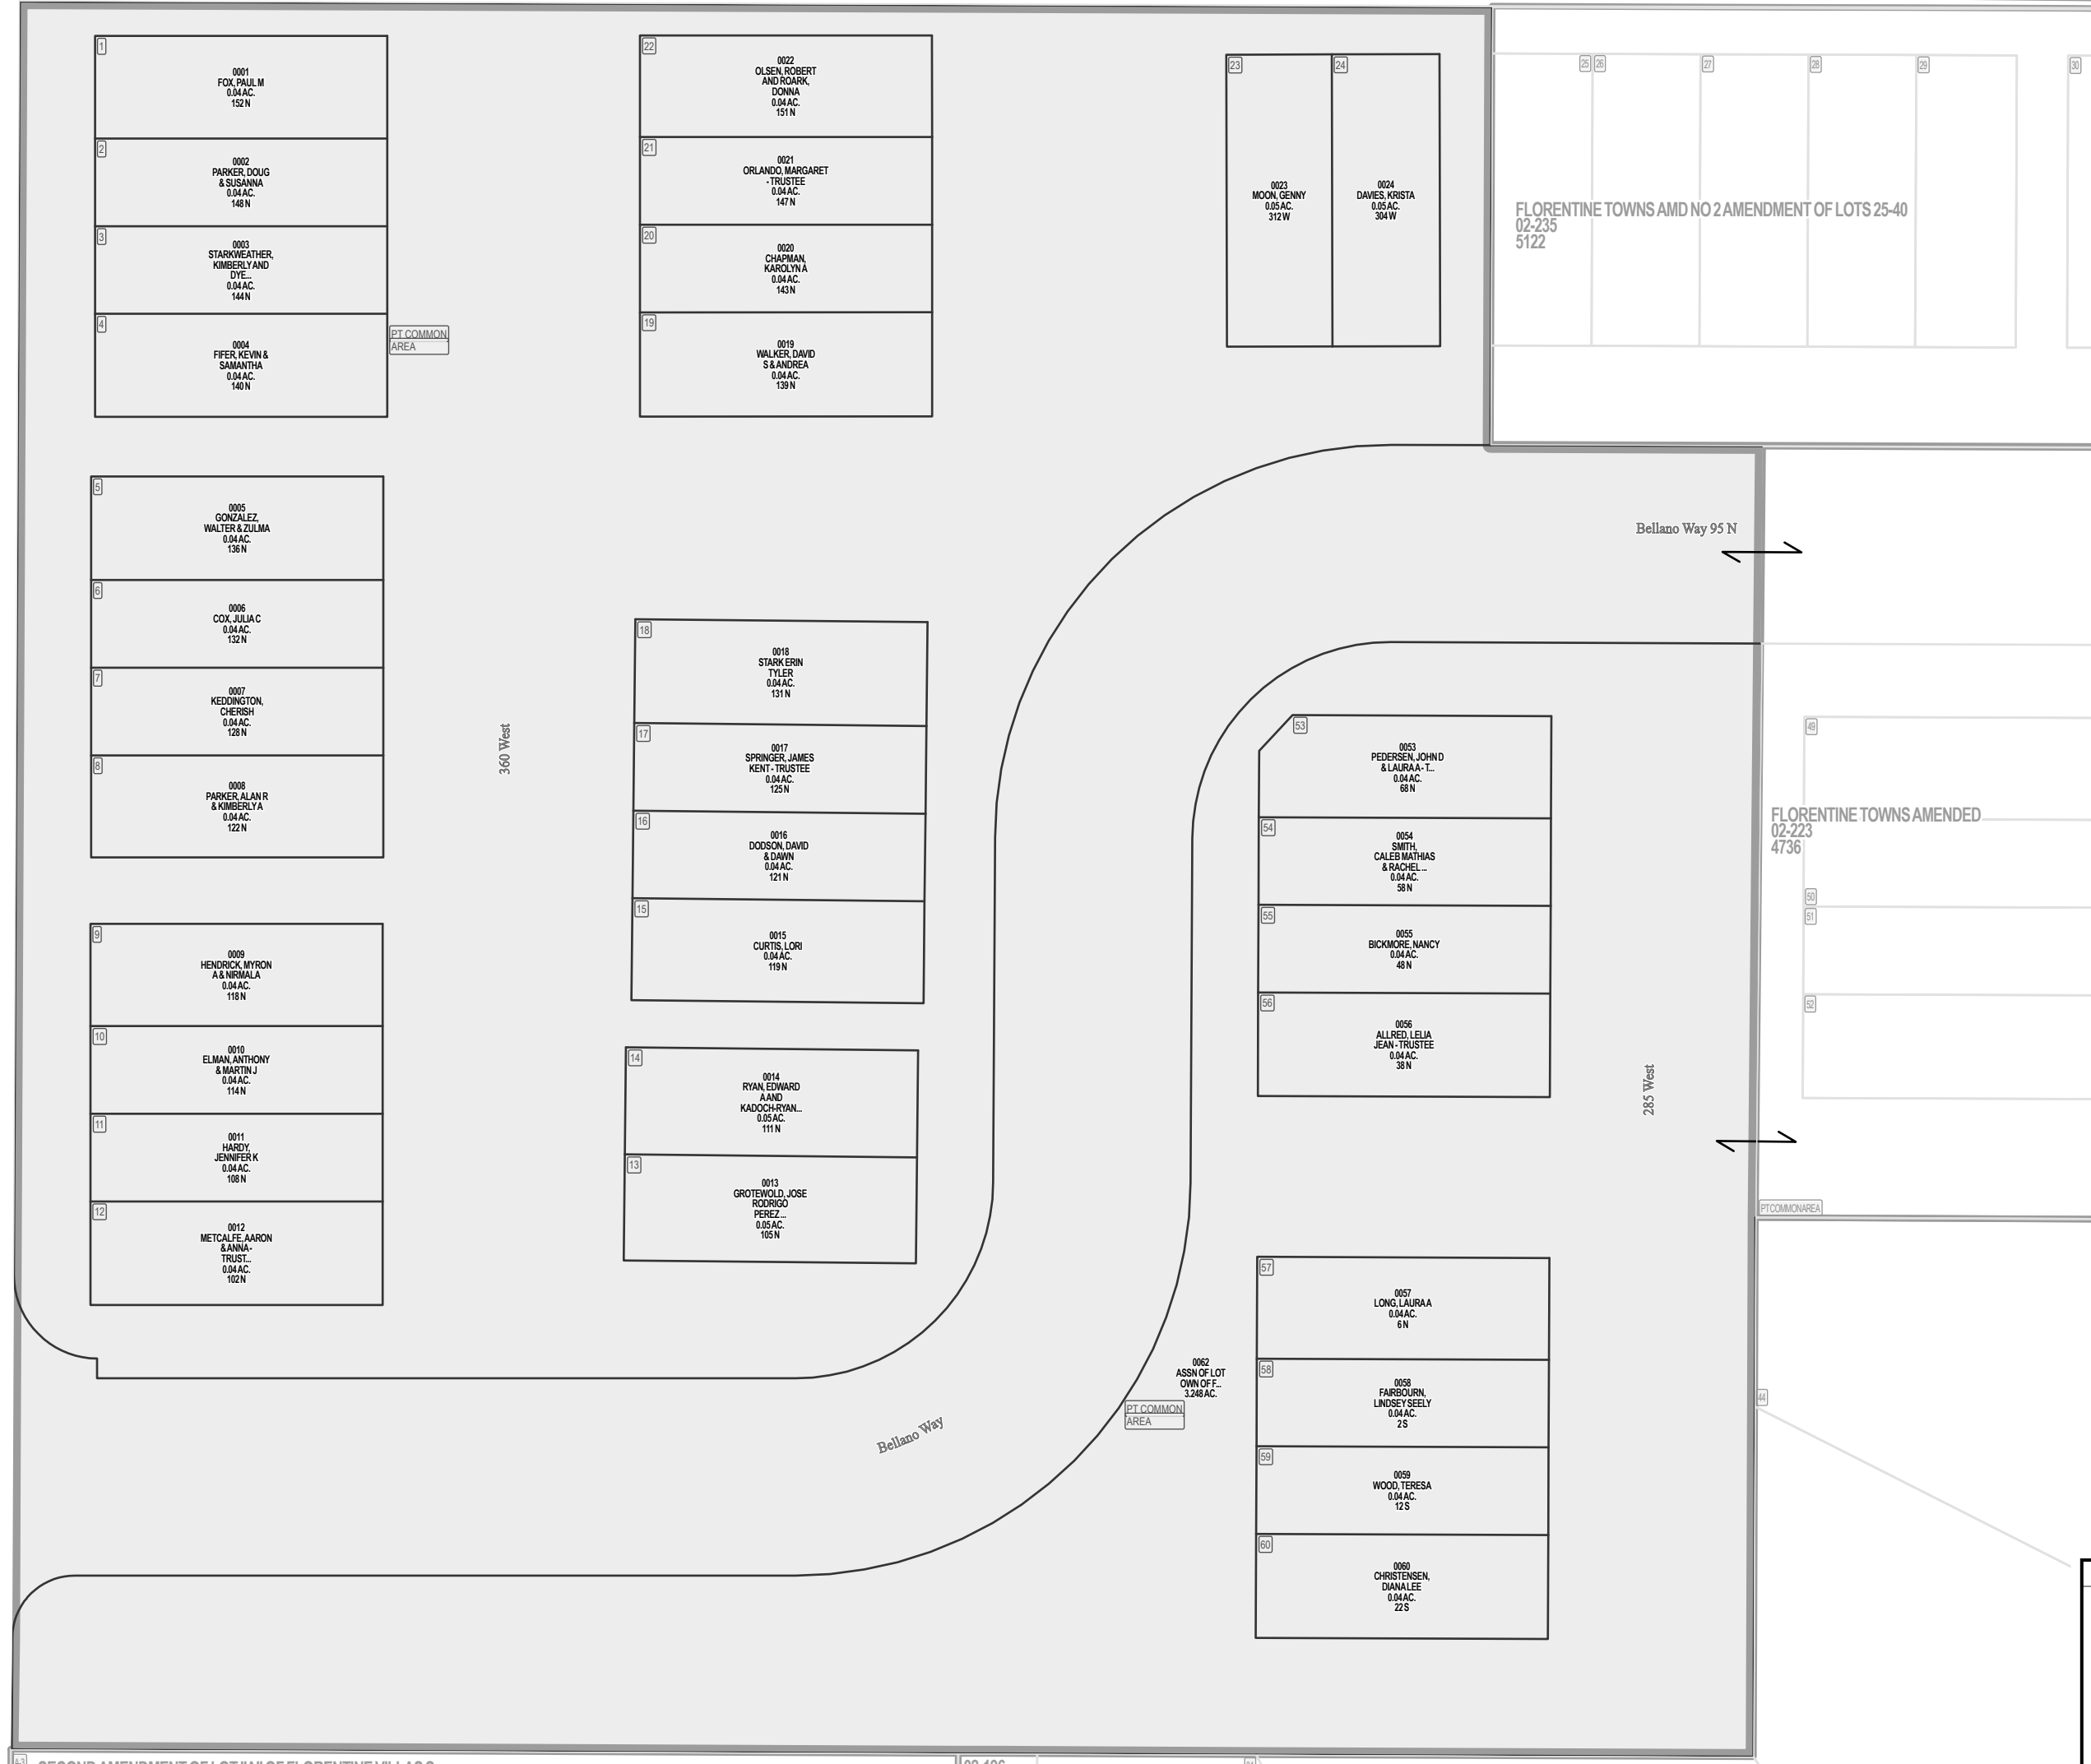 1
0001
FOX, PAUL M
0.04 AC.
152 N
2
0002
PARKER, DOUG
& SUSANNA
0.04 AC.
148 N
3
0003
STARKWEATHER,
KIMBERLY AND
DYE...
0.04 AC.
144 N
4
0004
FIFER, KEVIN &
SAMANTHA
0.04 AC.
140 N
PT COMMON
AREA
22
0022
OLSEN, ROBERT
AND ROARK,
DONNA
0.04 AC.
151 N
21
0021
ORLANDO, MARGARET
- TRUSTEE
0.04 AC.
147 N
20
0020
CHAPMAN,
KAROLYN A
0.04 AC.
143 N
19
0019
WALKER, DAVID
S & ANDREA
0.04 AC.
139 N
23
0023
MOON, GENNY
0.05 AC.
312 W
24
0024
DAVIES, KRISTA
0.05 AC.
304 W
25
26
27
28
29
30
FLORENTINE TOWNS AMD NO 2 AMENDMENT OF LOTS 25-40
02-235
5122
5
0005
GONZALEZ,
WALTER & ZULMA
0.04 AC.
136 N
6
0006
COX, JULIA C
0.04 AC.
132 N
7
0007
KEDDINGTON,
CHERISH
0.04 AC.
128 N
8
0008
PARKER, ALAN R
& KIMBERLY A
0.04 AC.
122 N
360 West
18
0018
STARK ERIN
TYLER
0.04 AC.
131 N
17
0017
SPRINGER, JAMES
KENT - TRUSTEE
0.04 AC.
125 N
16
0016
DODSON, DAVID
& DAWN
0.04 AC.
121 N
15
0015
CURTIS, LORI
0.04 AC.
119 N
Bellano Way 95 N
53
0053
PEDERSEN, JOHN D
& LAURA A - T...
0.04 AC.
68 N
54
0054
SMITH,
CALEB MATHIAS
& RACHEL ...
0.04 AC.
58 N
55
0055
BICKMORE, NANCY
0.04 AC.
48 N
56
0056
ALLRED, LELIA
JEAN - TRUSTEE
0.04 AC.
38 N
49
FLORENTINE TOWNS AMENDED
02-223
4736
50
51
52
285 West
PT COMMON AREA
9
0009
HENDRICK, MYRON
A & NIRMALA
0.04 AC.
118 N
10
0010
ELMAN, ANTHONY
& MARTIN J
0.04 AC.
114 N
11
0011
HARDY,
JENNIFER K
0.04 AC.
108 N
12
0012
METCALFE, AARON
& ANNA -
TRUST...
0.04 AC.
102 N
14
0014
RYAN, EDWARD
A AND
KADOCH-RYAN...
0.05 AC.
111 N
13
0013
GROTEWOLD, JOSE
RODRIGO
PEREZ ...
0.05 AC.
105 N
57
0057
LONG, LAURA A
0.04 AC.
6 N
58
0058
FAIRBOURN,
LINDSEY SEELY
0.04 AC.
2 S
59
0059
WOOD, TERESA
0.04 AC.
12 S
60
0060
CHRISTENSEN,
DIANA LEE
0.04 AC.
22 S
0062
ASSN OF LOT
OWN OF F...
3.248 AC.
PT COMMON
AREA
Bellano Way
44